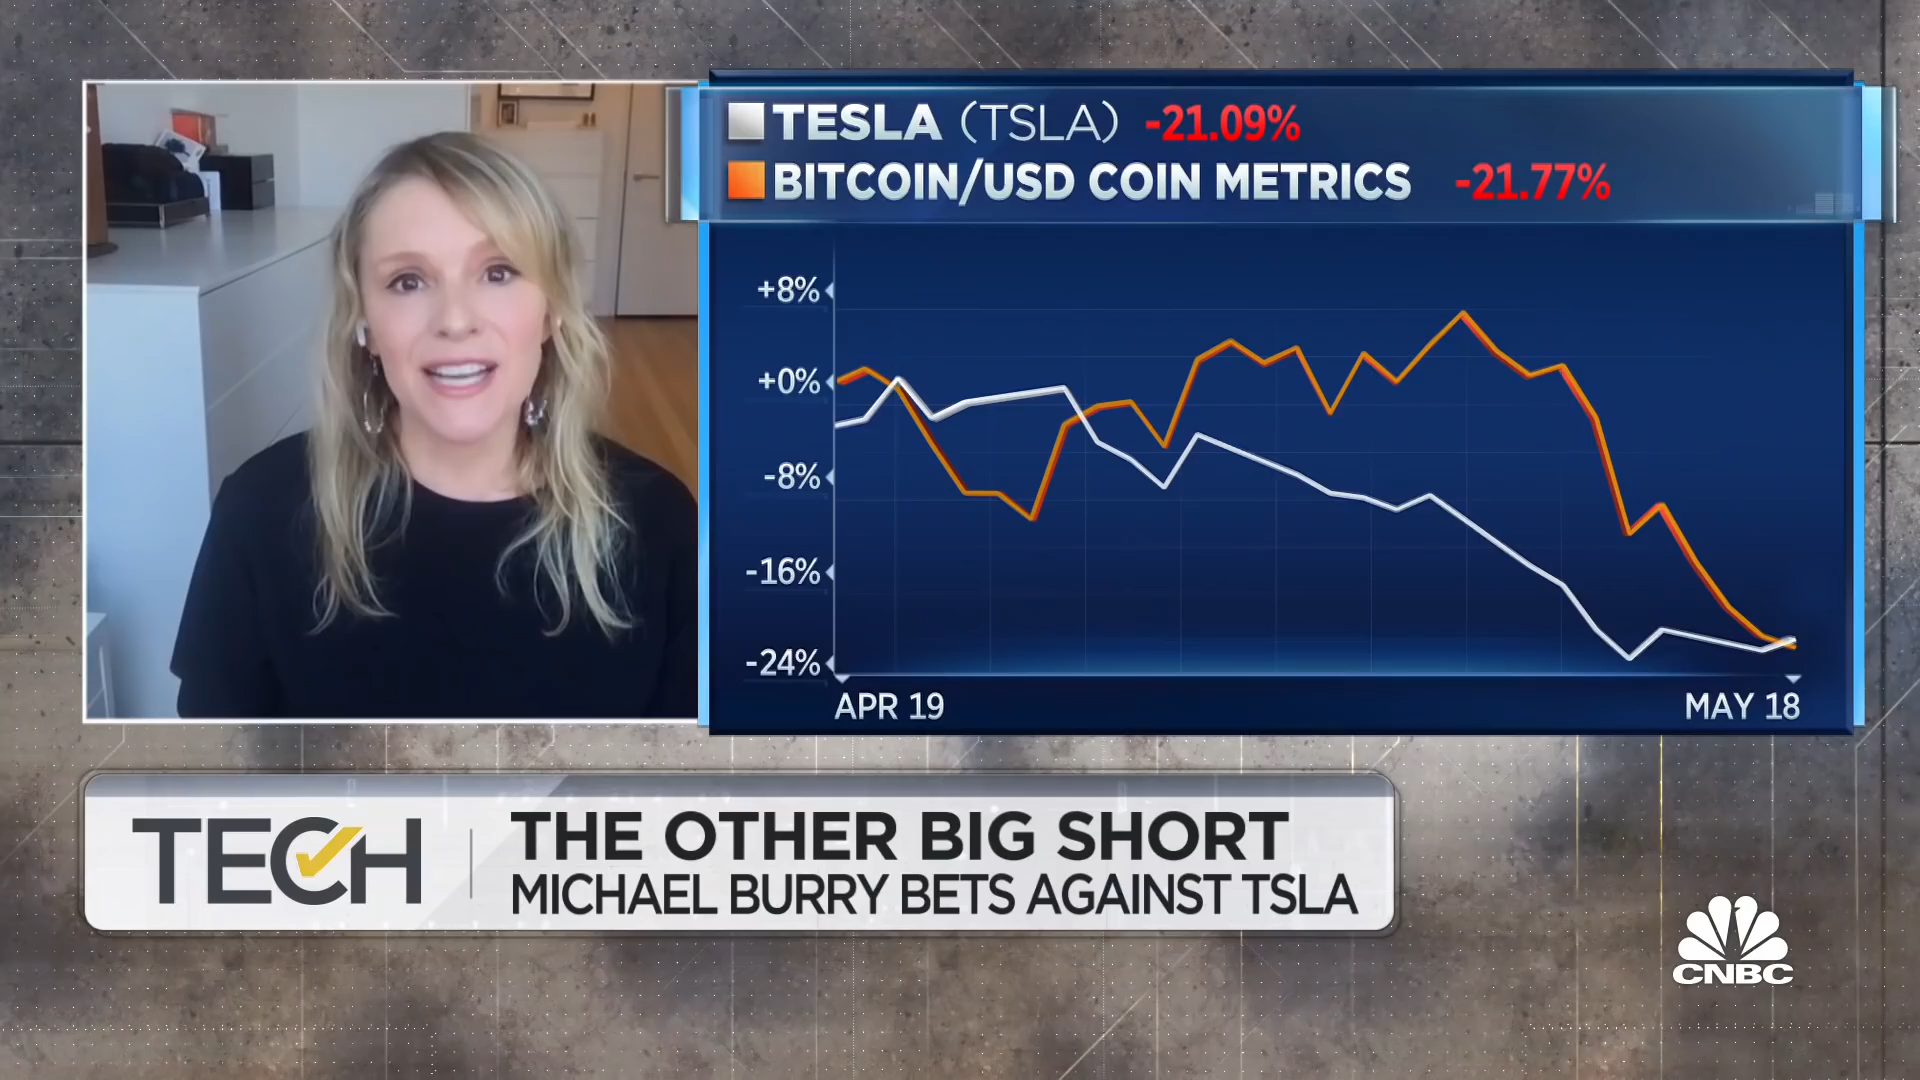 TESLA (TSLA) -21.09%
BITCOIN/USD COIN METRICS -21.77%
+8%
+0%
-8%
-16%
-24%
APR 19
MAY 18
TECH
THE OTHER BIG SHORT
MICHAEL BURRY BETS AGAINST TSLA
CNBC